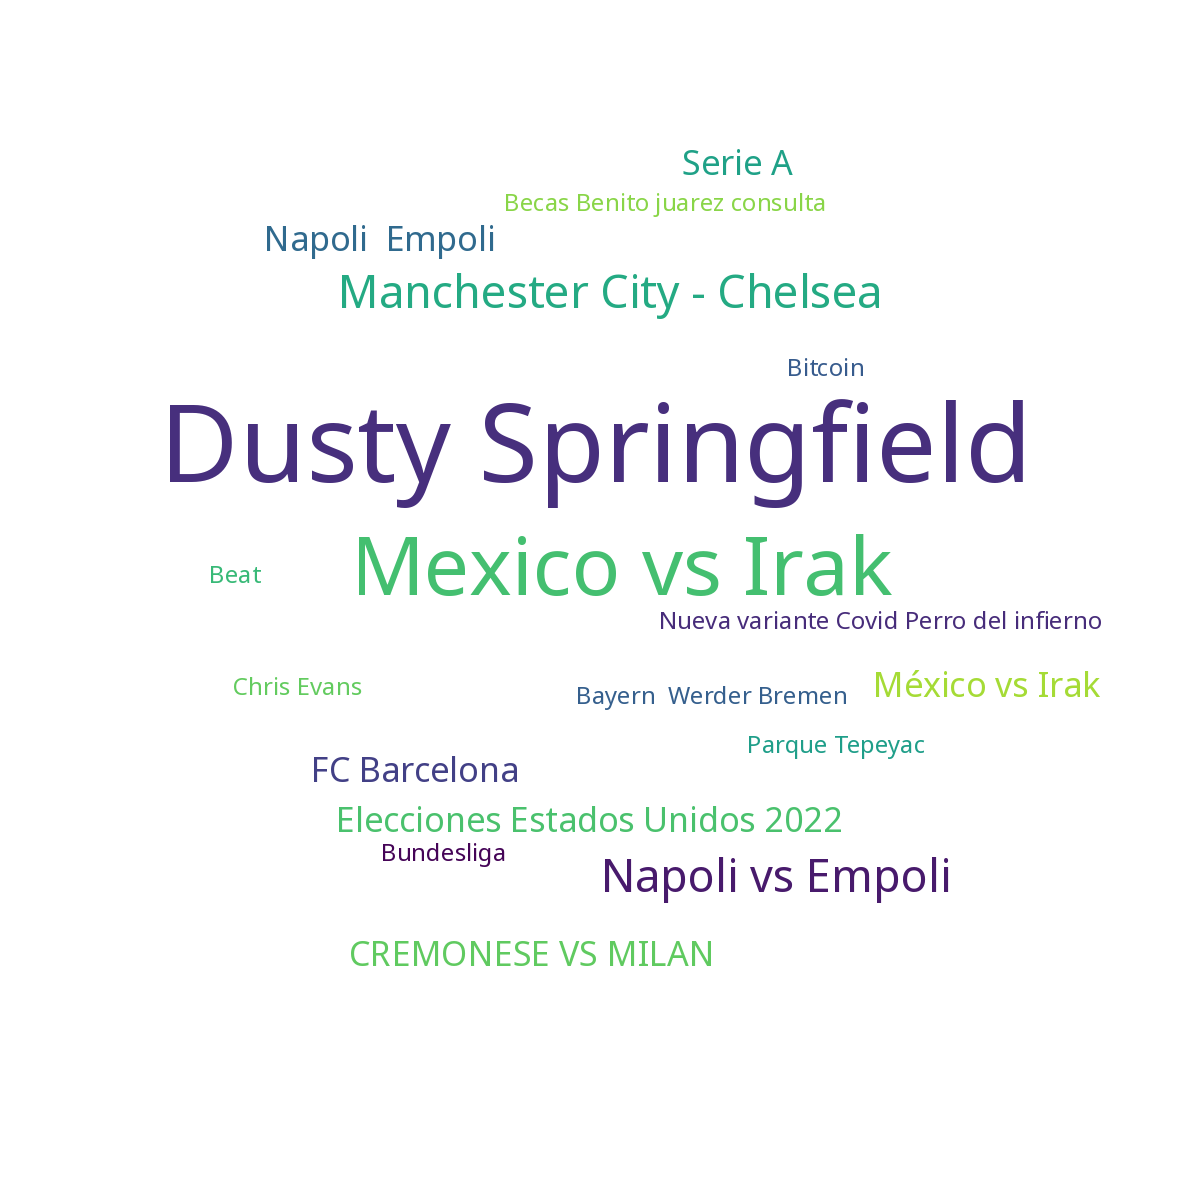 Serie A
Becas Benito juarez consulta
Napoli  Empoli
Manchester City - Chelsea
Bitcoin
Dusty Springfield
Mexico vs Irak
Beat
Nueva variante Covid Perro del infierno
Chris Evans
Bayern  Werder Bremen
México vs Irak
Parque Tepeyac
FC Barcelona
Elecciones Estados Unidos 2022
Bundesliga
Napoli vs Empoli
CREMONESE VS MILAN